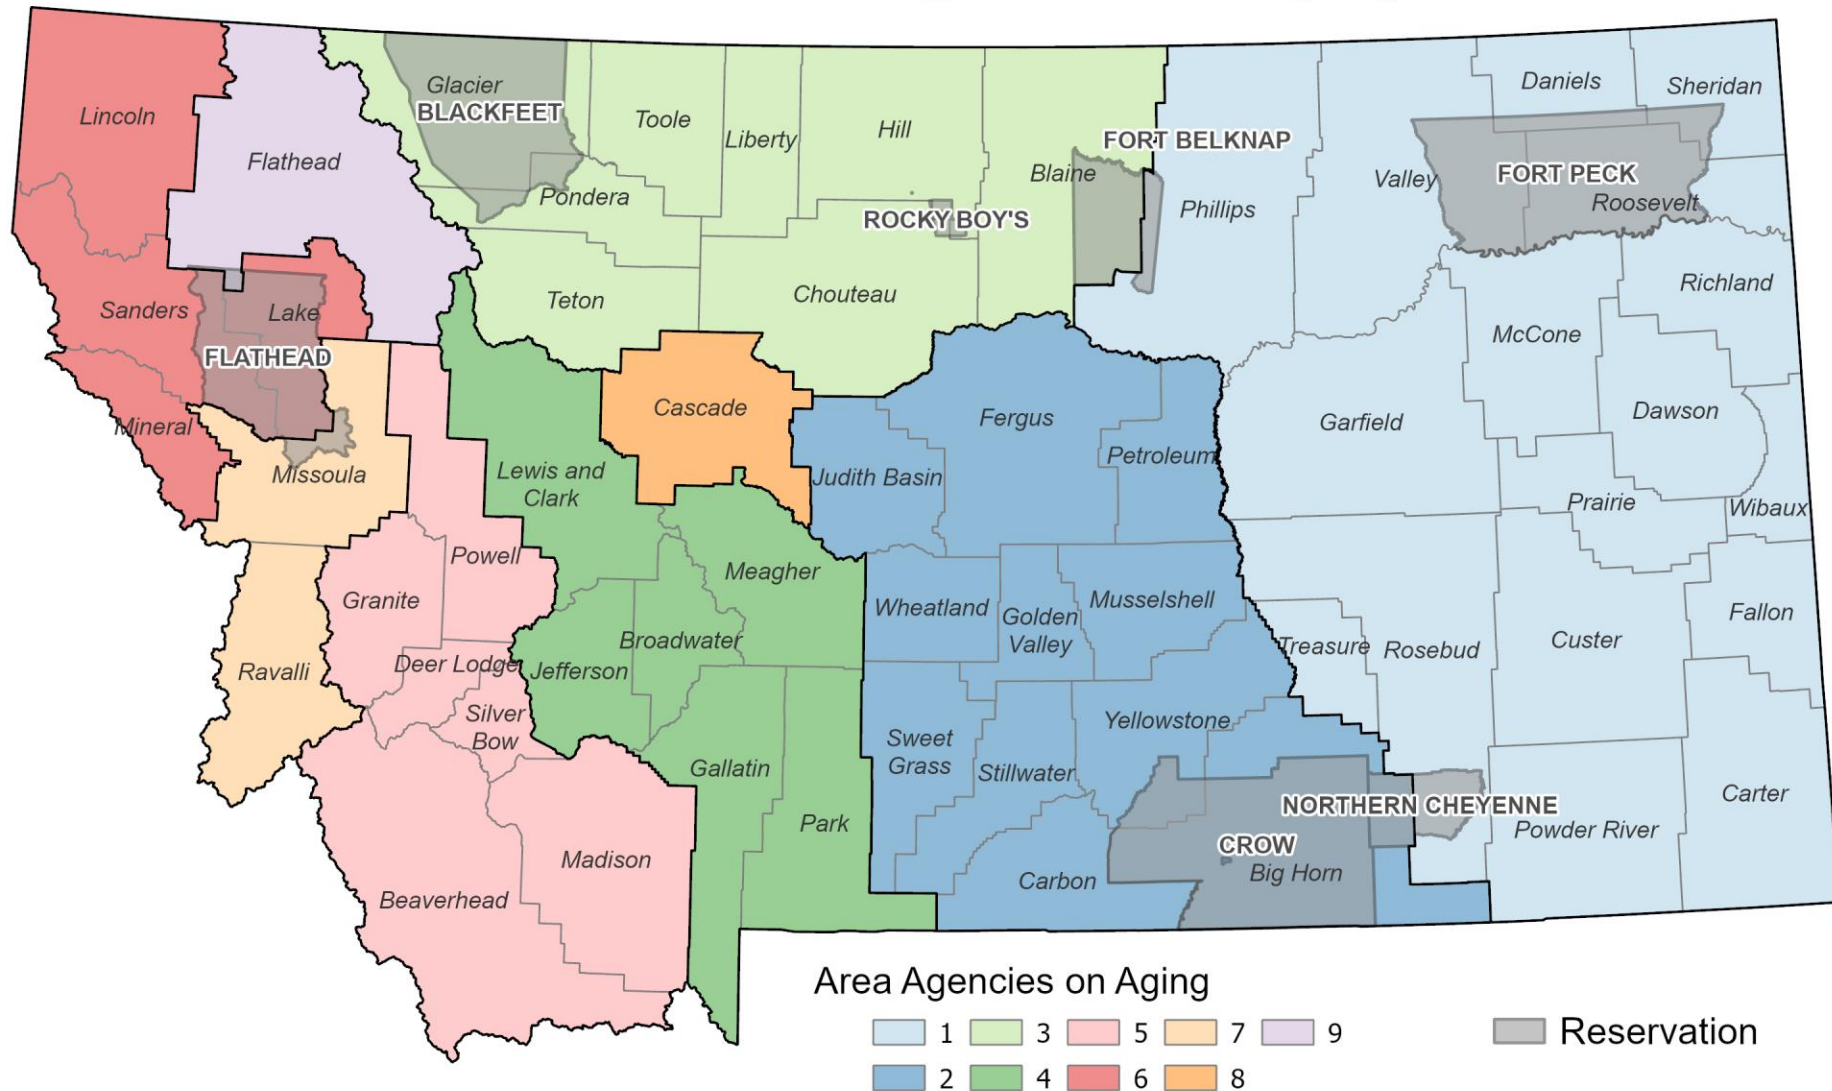 Lincoln
Flathead
Glacier
BLACKFEET
Toole
Liberty
Hill
Blaine
FORT BELKNAP
Phillips
Valley
Daniels
Sheridan
FORT PECK
Roosevelt
Pondera
ROCKY BOY'S
Sanders
Lake
FLATHEAD
Teton
Chouteau
Richland
McCone
Mineral
Missoula
Cascade
Fergus
Petroleum
Garfield
Dawson
Lewis and
Clark
Judith Basin
Prairie
Wibaux
Powell
Granite
Meagher
Wheatland
Golden
Valley
Musselshell
Treasure
Rosebud
Custer
Fallon
Ravalli
Deer Lodge
Jefferson
Broadwater
Silver
Bow
Gallatin
Park
Sweet
Grass
Stillwater
Yellowstone
NORTHERN CHEYENNE
CROW
Big Horn
Powder River
Carter
Beaverhead
Madison
Carbon
Area Agencies on Aging
1 3 5 7 9
2 4 6 8
Reservation